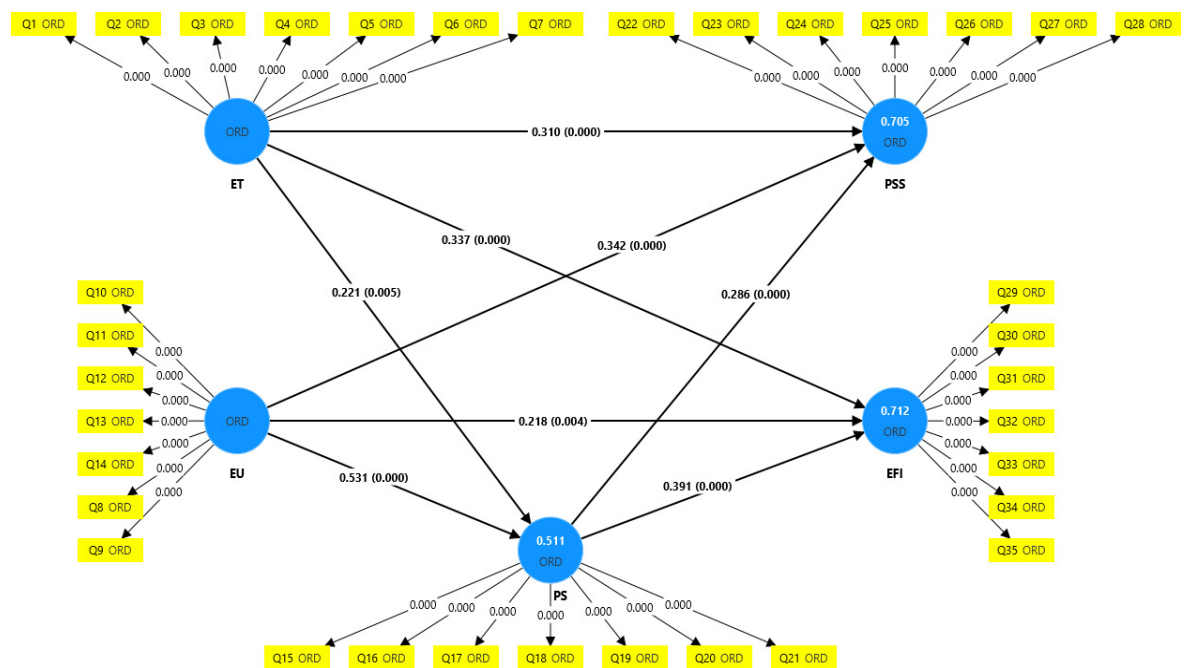 Q1 ORD
Q2 ORD
Q3 ORD
Q4 ORD
Q5 ORD
Q6 ORD
Q7 ORD
Q22 ORD
Q23 ORD
Q24 ORD
Q25 ORD
Q26 ORD
Q27 ORD
Q28 ORD
0.000
0.000
0.000
0.000
0.000
0.000
0.000
0.000
0.000
0.000
0.000
0.000
0.000
0.000
ORD
ET
0.310 (0.000)
0.705
ORD
PSS
0.337 (0.000)
0.342 (0.000)
0.221 (0.005)
0.286 (0.000)
Q10 ORD
Q11 ORD
Q12 ORD
Q13 ORD
Q14 ORD
Q8 ORD
Q9 ORD
0.000
0.000
0.000
0.000
0.000
0.000
0.000
ORD
EU
0.218 (0.004)
0.531 (0.000)
0.391 (0.000)
0.712
ORD
EFI
0.000
0.000
0.000
0.000
0.000
0.000
0.000
Q29 ORD
Q30 ORD
Q31 ORD
Q32 ORD
Q33 ORD
Q34 ORD
Q35 ORD
0.511
ORD
PS
0.000
0.000
0.000
0.000
0.000
0.000
0.000
Q15 ORD
Q16 ORD
Q17 ORD
Q18 ORD
Q19 ORD
Q20 ORD
Q21 ORD